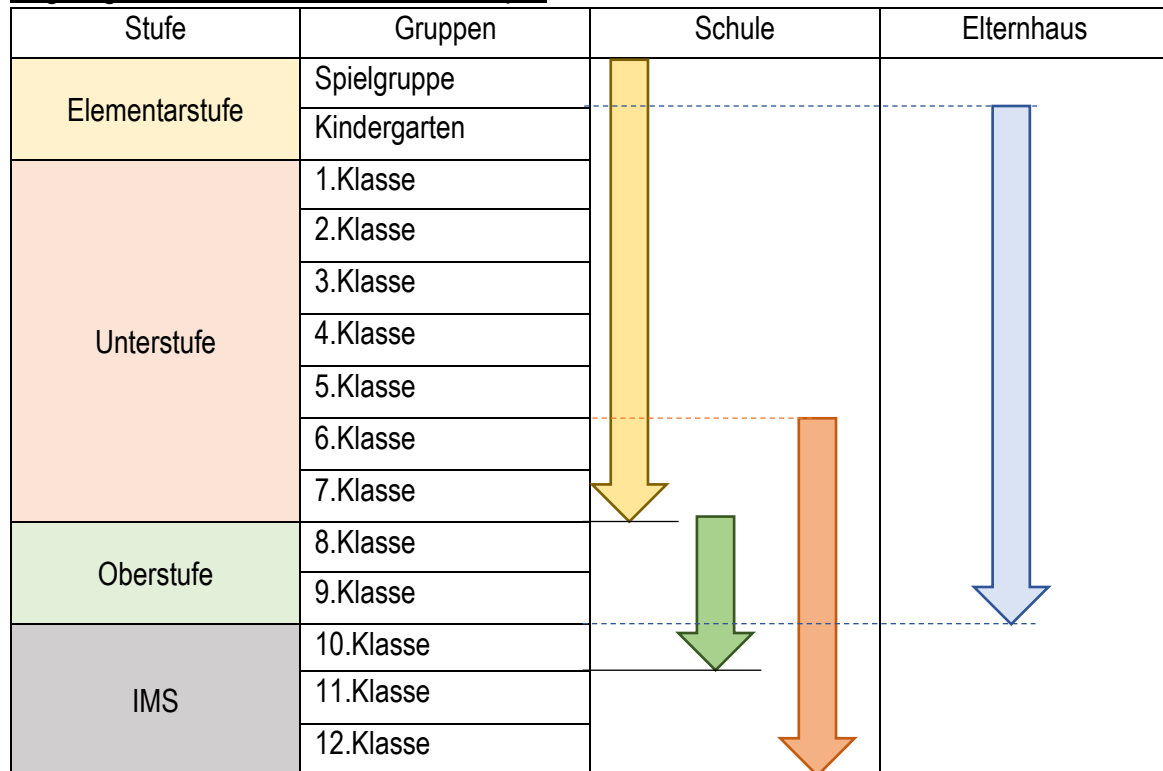 Stufe Gruppen Schule Elternhaus
Elementarstufe
Spielgruppe
Kindergarten
Unterstufe
1.Klasse
2.Klasse
3.Klasse
4.Klasse
5.Klasse
6.Klasse
7.Klasse
Oberstufe
8.Klasse
9.Klasse
IMS
10.Klasse
11.Klasse
12.Klasse